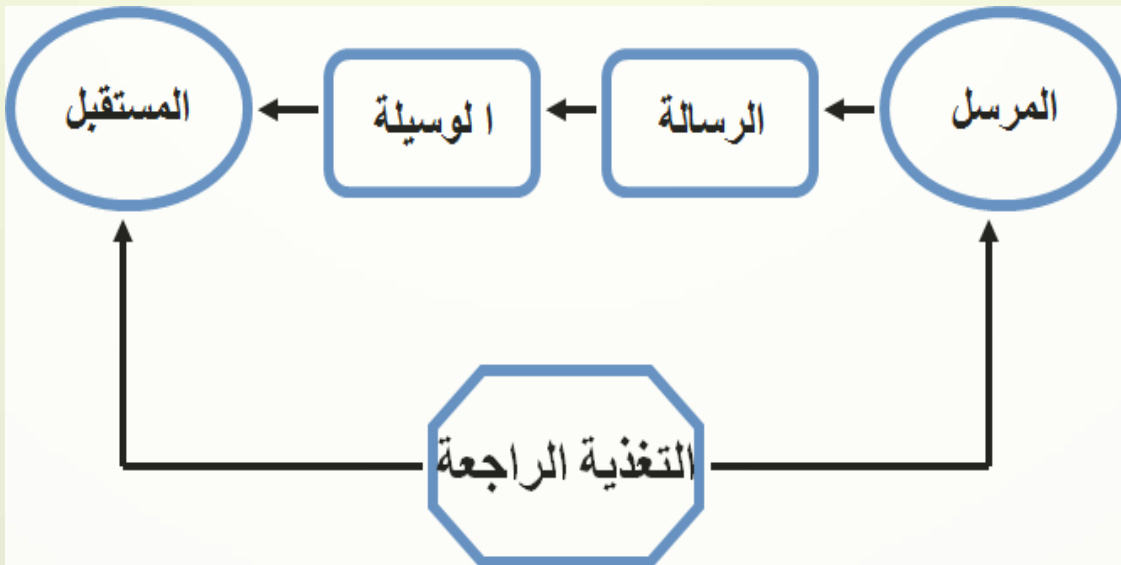 المرسل
الرسالة
ا لوسيلة
المستقبل
التغذية الراجعة